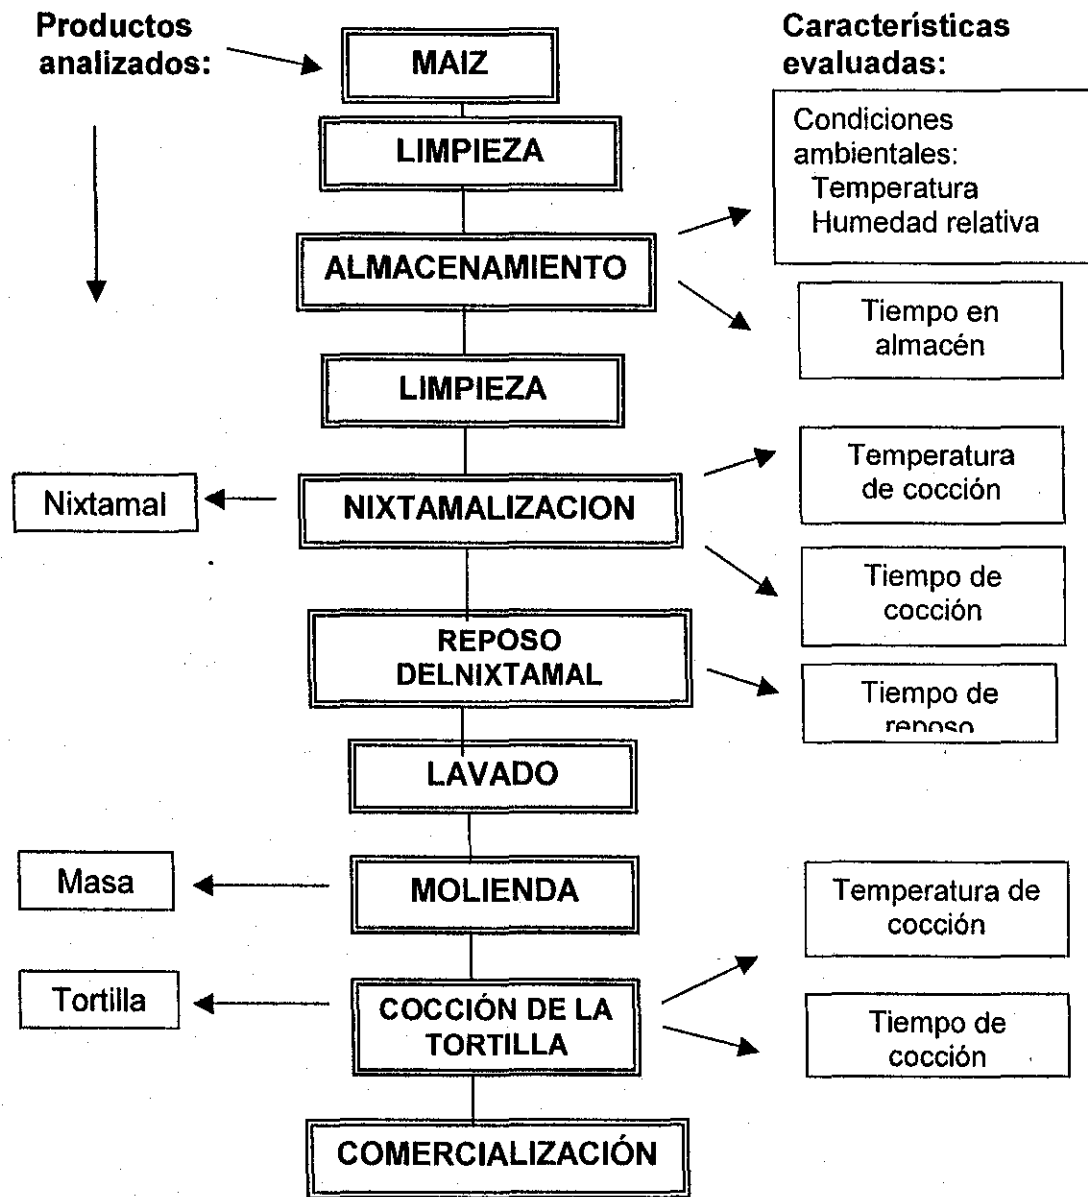 Productos
analizados:
MAIZ
Características
evaluadas:
LIMPIEZA
Condiciones
ambientales:
Temperatura
Humedad relativa
ALMACENAMIENTO
Tiempo en
almacén
LIMPIEZA
Temperatura
de cocción
Nixtamal
NIXTAMALIZACION
Tiempo de
cocción
REPOSO
DELNIXTAMAL
Tiempo de
reposo
LAVADO
Masa
MOLIENDA
Temperatura de
cocción
Tortilla
COCCIÓN DE LA
TORTILLA
Tiempo de
cocción
COMERCIALIZACIÓN